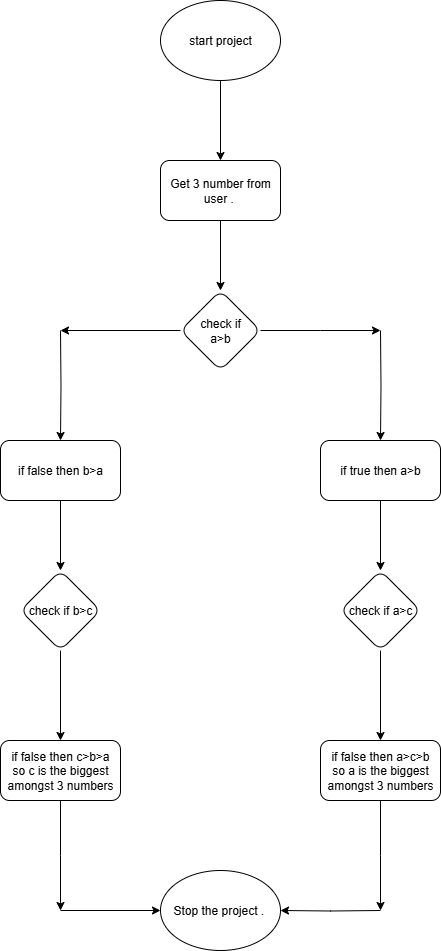 start project
Get 3 number from
user .
check if
a>b
if false then b>a
if true then a>b
check if b>c
check if a>c
if false then c>b>a
so c is the biggest
amongst 3 numbers
if false then a>c>b
so a is the biggest
amongst 3 numbers
Stop the project .